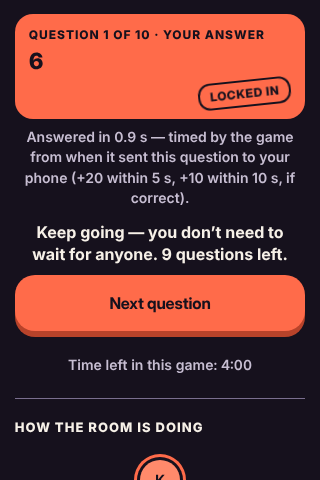 QUESTION 1 OF 10 · YOUR ANSWER
6
LOCKED IN
Answered in 0.9 s — timed by the game
from when it sent this question to your
phone (+20 within 5 s, +10 within 10 s, if
correct).
Keep going — you don’t need to
wait for anyone. 9 questions left.
Next question
Time left in this game: 4:00
HOW THE ROOM IS DOING
K